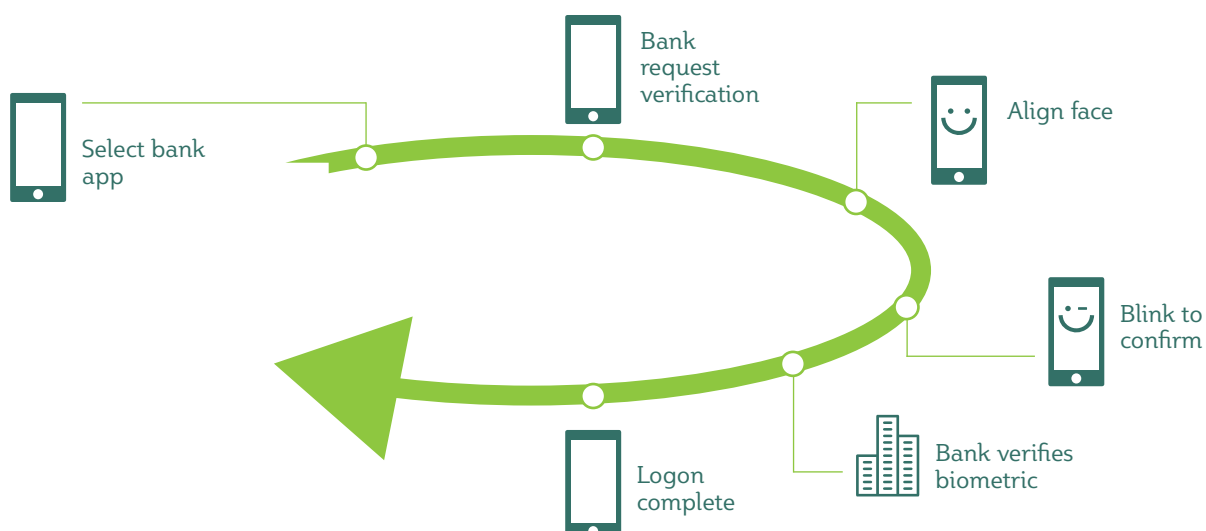 Bank
request
verification
Select bank
app
Align face
Blink to
confirm
Bank verifies
biometric
Logon
complete